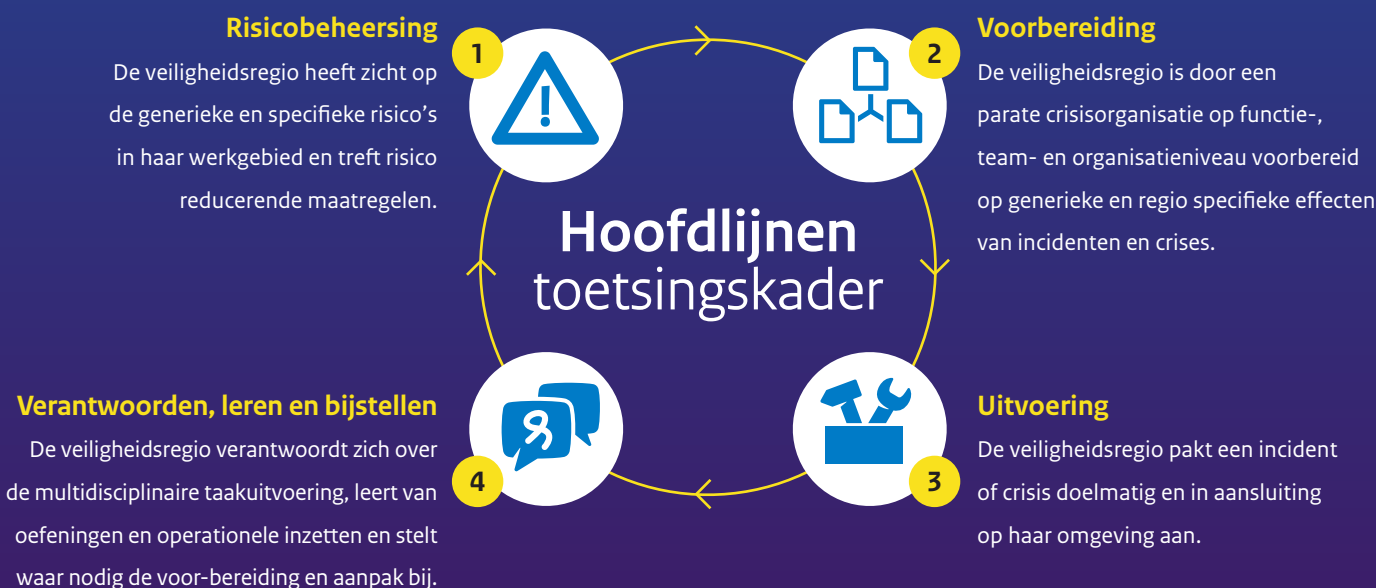 Risicobeheersing
1
De veiligheidsregio heeft zicht op
de generieke en specifieke risico's
in haar werkgebied en treft risico
reducerende maatregelen.
2
Voorbereiding
De veiligheidsregio is door een
parate crisisorganisatie op functie-,
team- en organisatieniveau voorbereid
op generieke en regio specifieke effecten
van incidenten en crises.
Hoofdlijnen
toetsingskader
3
Uitvoering
De veiligheidsregio pakt een incident
of crisis doelmatig en in aansluiting
op haar omgeving aan.
Verantwoorden, leren en bijstellen
4
De veiligheidsregio verantwoordt zich over
de multidisciplinaire taakuitvoering, leert van
oefeningen en operationele inzetten en stelt
waar nodig de voor-bereiding en aanpak bij.